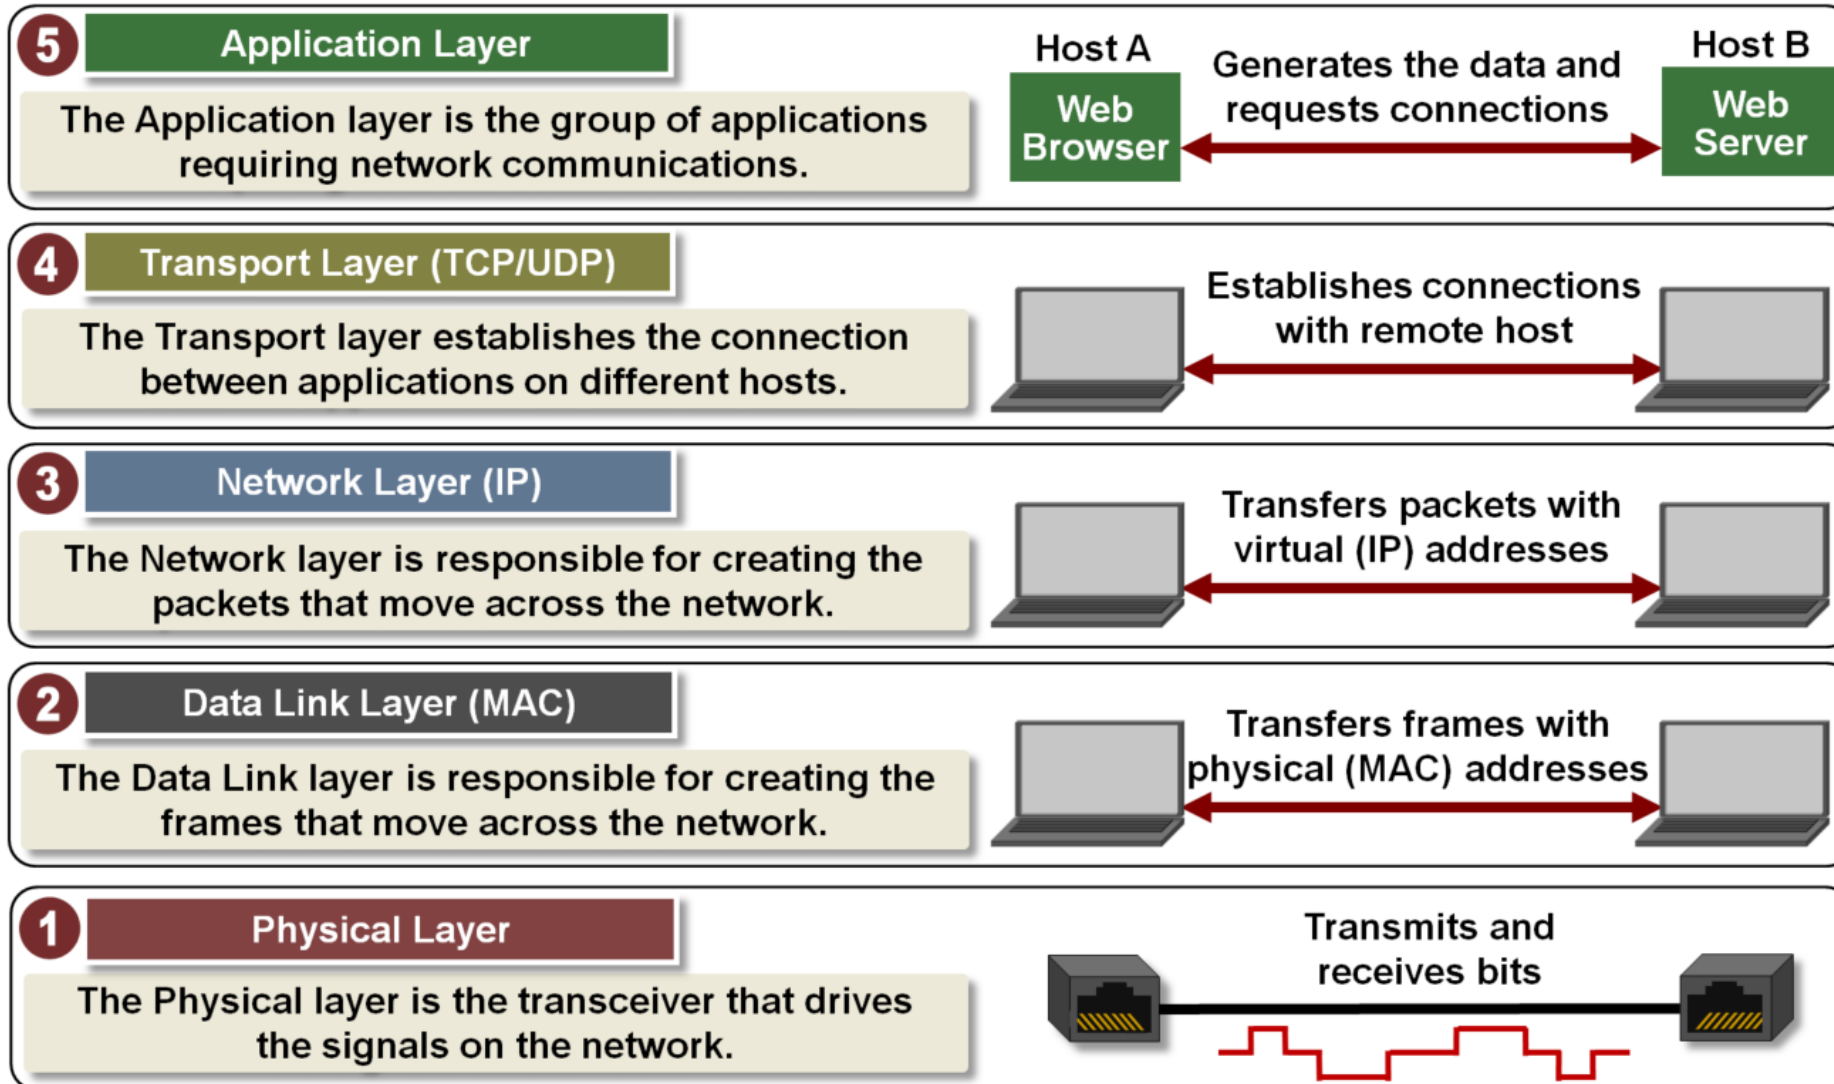 5
Application Layer
The Application layer is the group of applications
requiring network communications.
Host A
Web
Browser
Generates the data and
requests connections
Host B
Web
Server
4
Transport Layer (TCP/UDP)
The Transport layer establishes the connection
between applications on different hosts.
Establishes connections
with remote host
3
Network Layer (IP)
The Network layer is responsible for creating the
packets that move across the network.
Transfers packets with
virtual (IP) addresses
2
Data Link Layer (MAC)
The Data Link layer is responsible for creating the
frames that move across the network.
Transfers frames with
physical (MAC) addresses
1
Physical Layer
The Physical layer is the transceiver that drives
the signals on the network.
Transmits and
receives bits